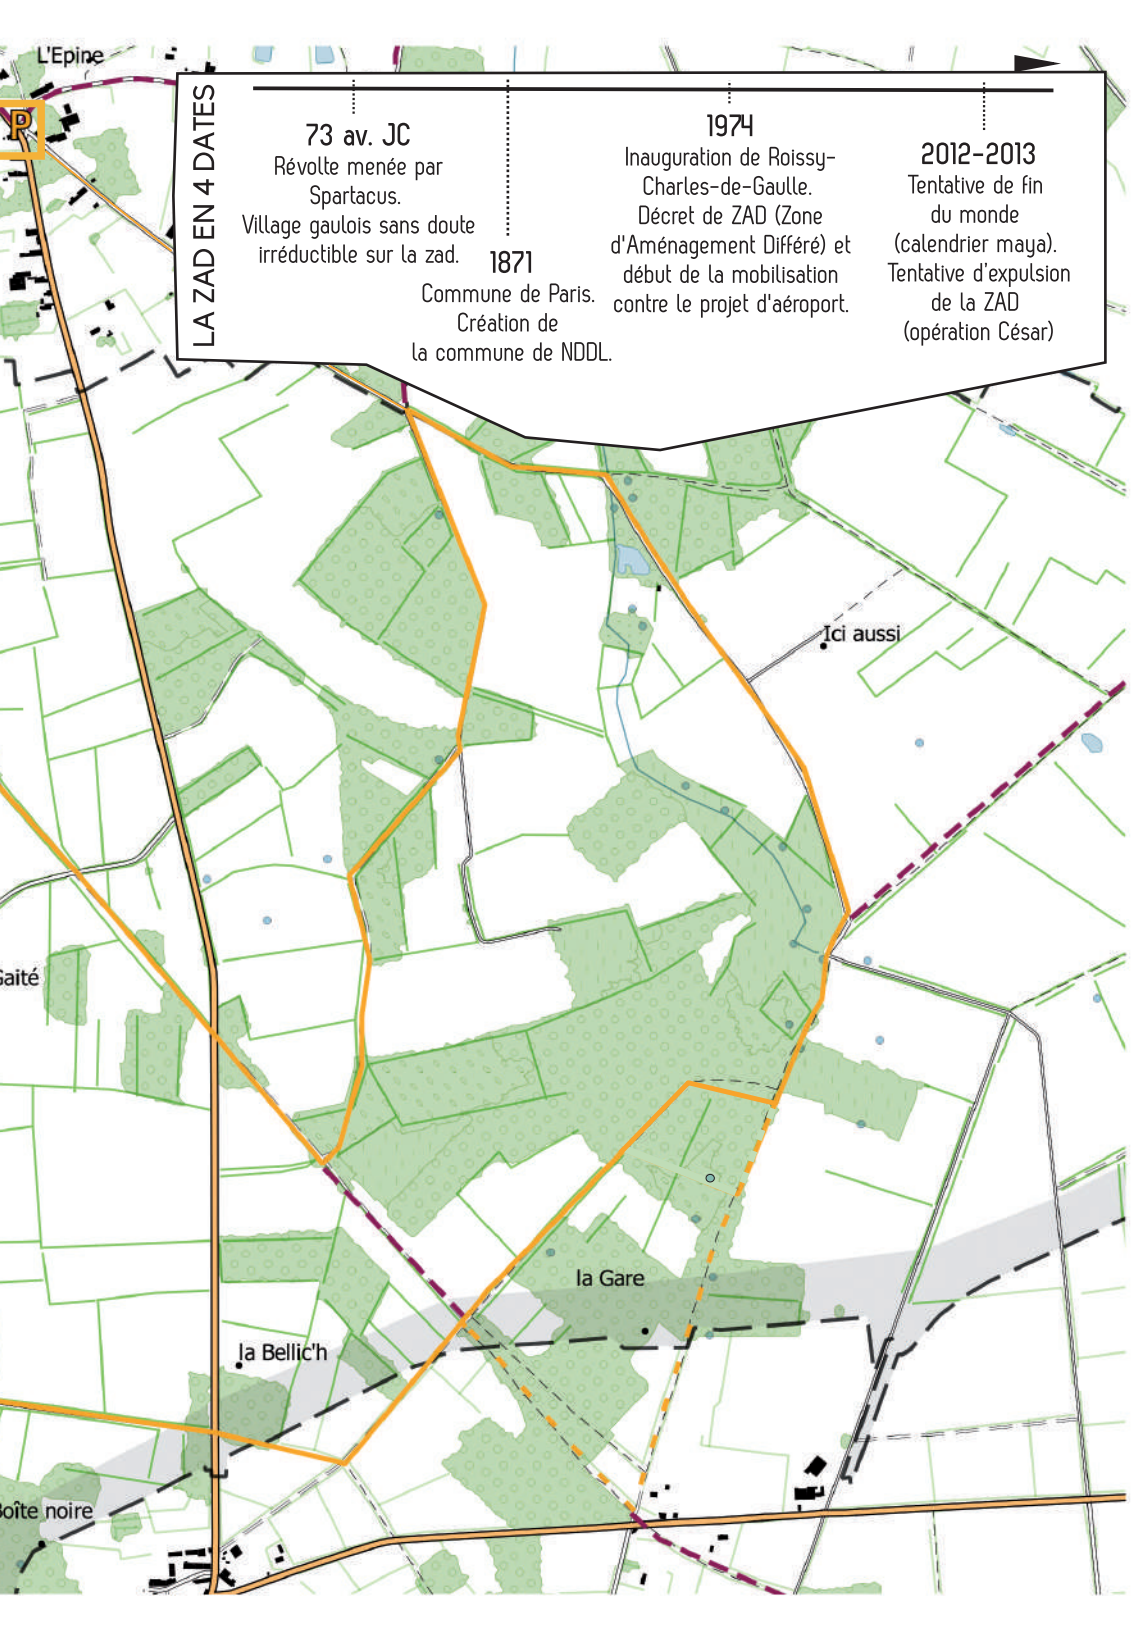 L'Epine
P
LA ZAD EN 4 DATES
73 av. JC
Révolte menée par
Spartacus.
Village gaulois sans doute
irréductible sur la zad.
1871
Commune de Paris.
Création de
la commune de NDDL.
1974
Inauguration de Roissy-
Charles-de-Gaulle.
Décret de ZAD (Zone
d'Aménagement Différé) et
début de la mobilisation
contre le projet d'aéroport.
2012-2013
Tentative de fin
du monde
(calendrier maya).
Tentative d'expulsion
de la ZAD
(opération César)
Ici aussi
Gaité
la Gare
la Bellic'h
Boîte noire